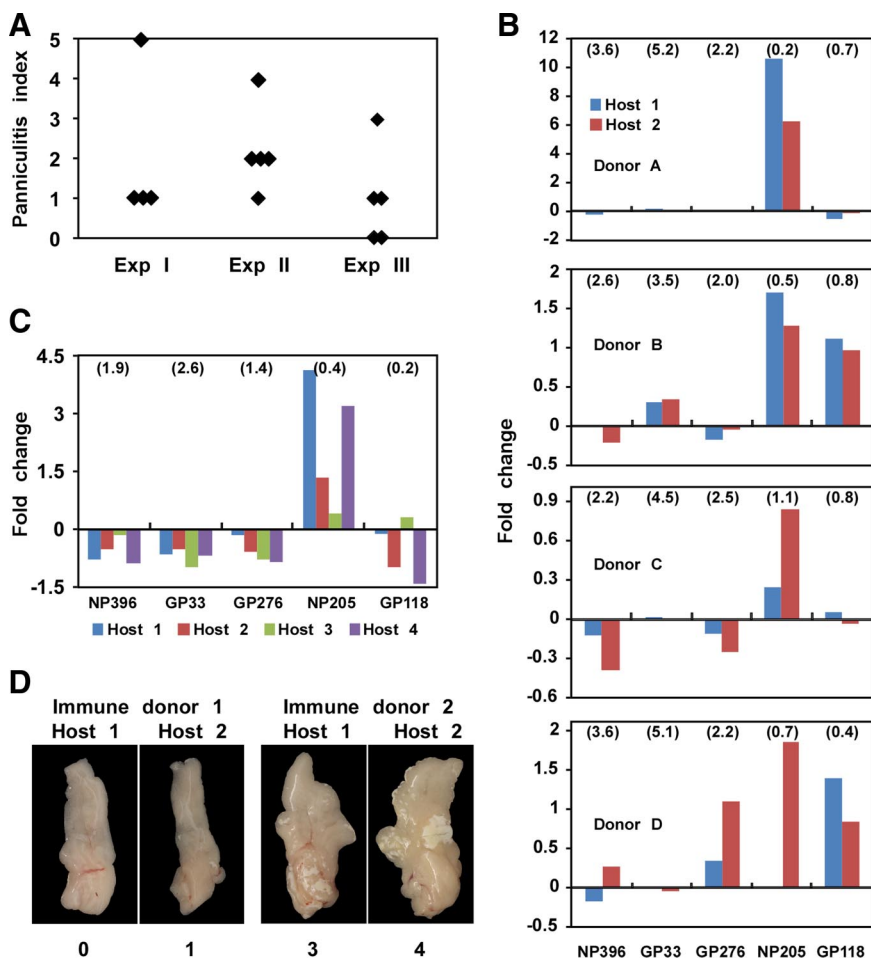 A
Panniculitis index
5
4
3
2
1
0
Exp I Exp II Exp III
B
Fold change
12
10
8
6
4
2
0
-2
(3.6) (5.2) (2.2) (0.2) (0.7)
Host 1
Host 2
Donor A
2
1.5
1
0.5
0
-0.5
(2.6) (3.5) (2.0) (0.5) (0.8)
Donor B
0.9
0.6
0.3
0
-0.3
-0.6
(2.2) (4.5) (2.5) (1.1) (0.8)
Donor C
2
1.5
1
0.5
0
-0.5
(3.6) (5.1) (2.2) (0.7) (0.4)
Donor D
NP396 GP33 GP276 NP205 GP118
C
Fold change
4.5
3
1.5
0
-1.5
(1.9) (2.6) (1.4) (0.4) (0.2)
NP396 GP33 GP276 NP205 GP118
Host 1 Host 2 Host 3 Host 4
D
Immune donor 1 Immune donor 2
Host 1 Host 2 Host 1 Host 2
0 1 3 4